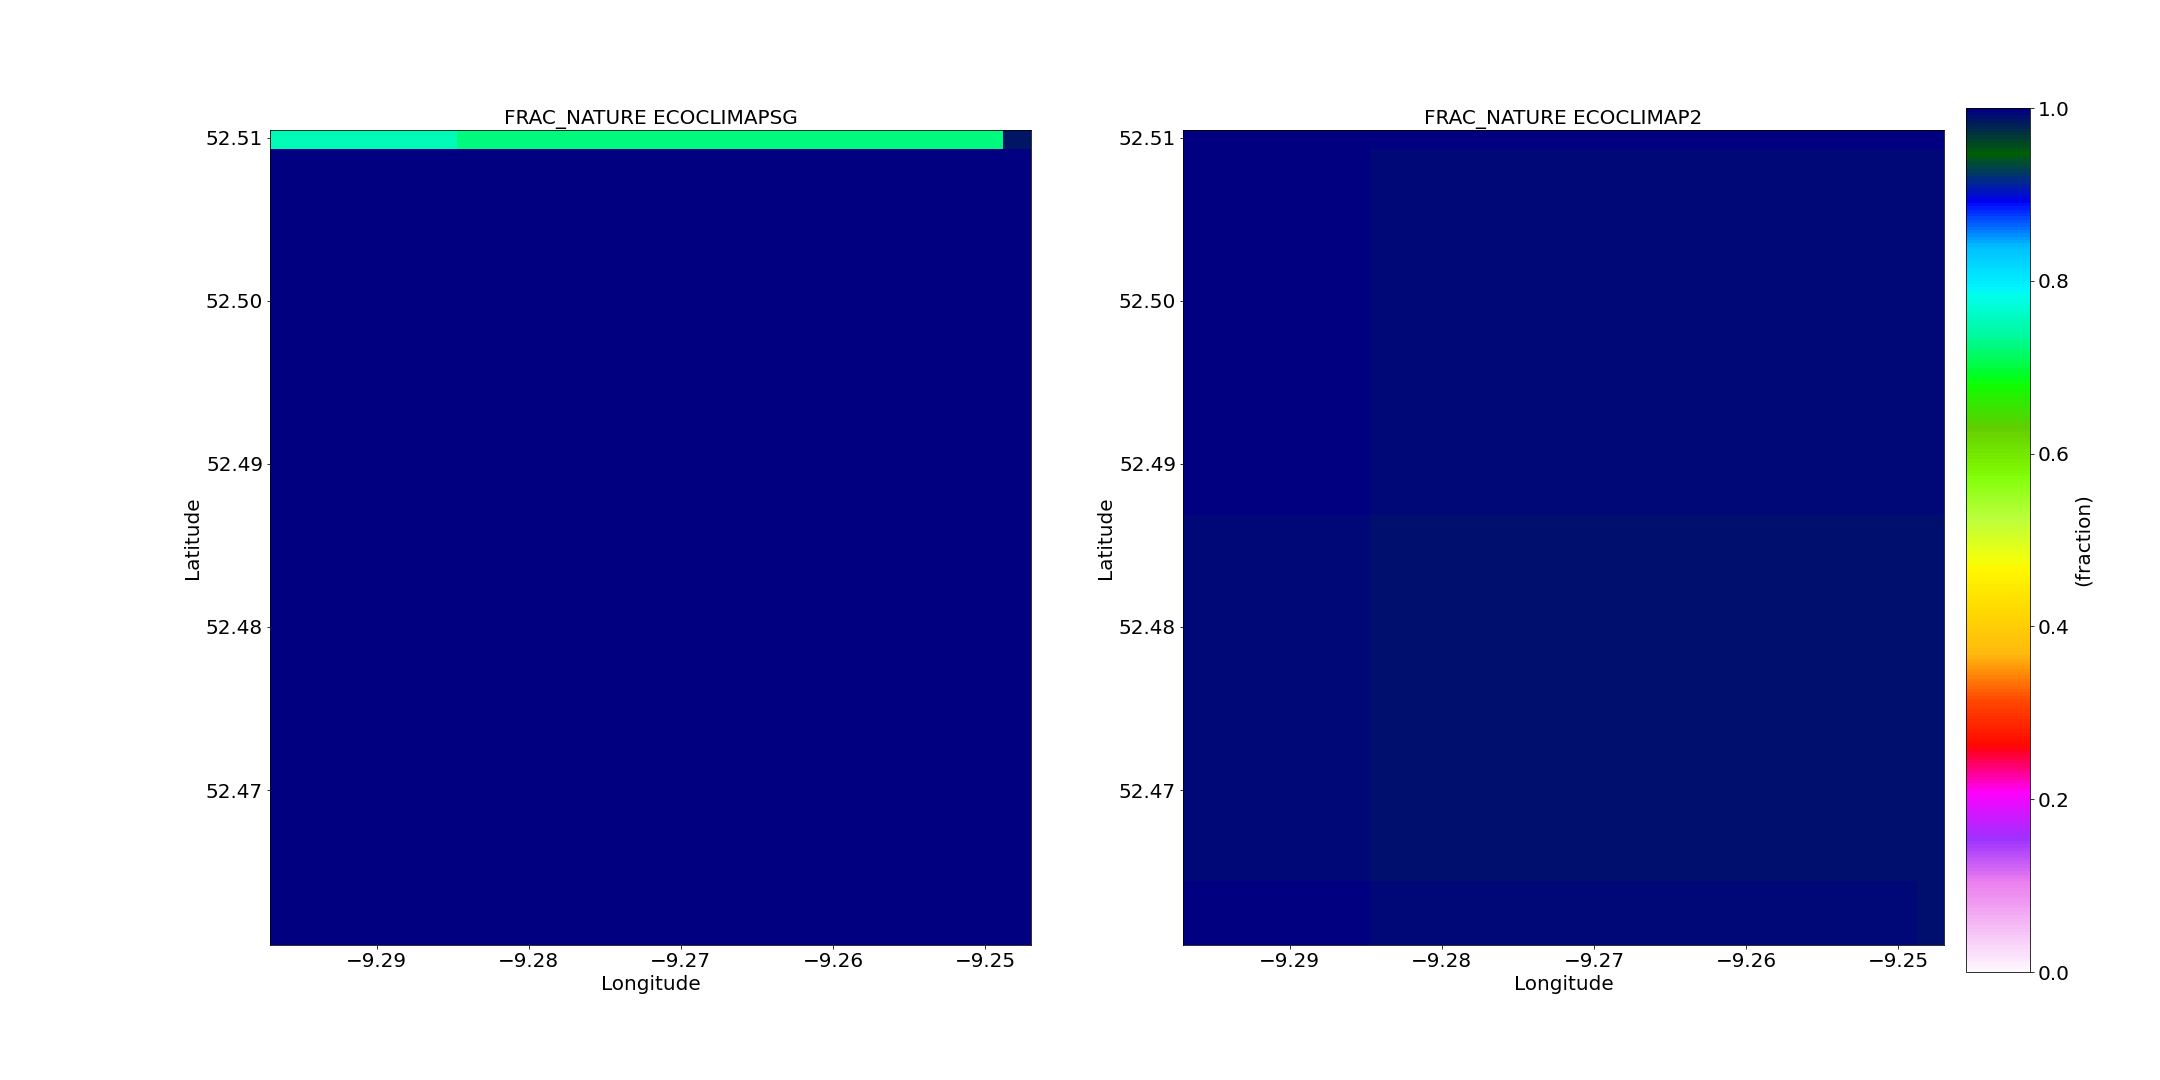 FRAC_NATURE ECOCLIMAPSG
52.51
52.50
52.49
52.48
52.47
Latitude
−9.29 −9.28 −9.27 −9.26 −9.25
Longitude
FRAC_NATURE ECOCLIMAP2
52.51
52.50
52.49
52.48
52.47
Latitude
−9.29 −9.28 −9.27 −9.26 −9.25
Longitude
1.0
0.8
0.6
0.4
0.2
0.0
(fraction)